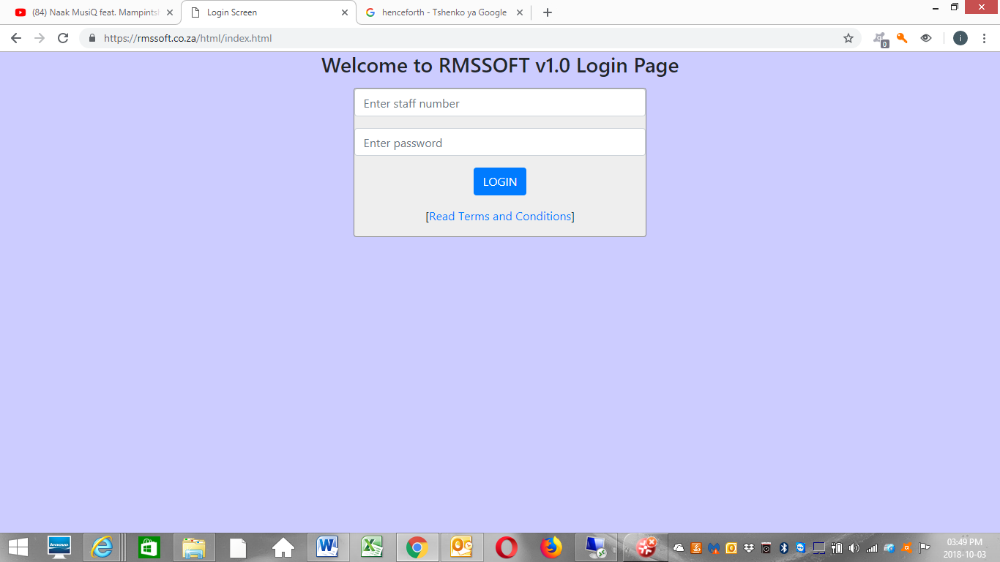 (84) Naak MusiQ feat. Mampints
Login Screen
henceforth - Tshenko ya Google
https://rmssoft.co.za/html/index.html
0
i
Welcome to RMSSOFT v1.0 Login Page
Enter staff number
Enter password
LOGIN
[Read Terms and Conditions]
lenovo
03:49 PM
2018-10-03